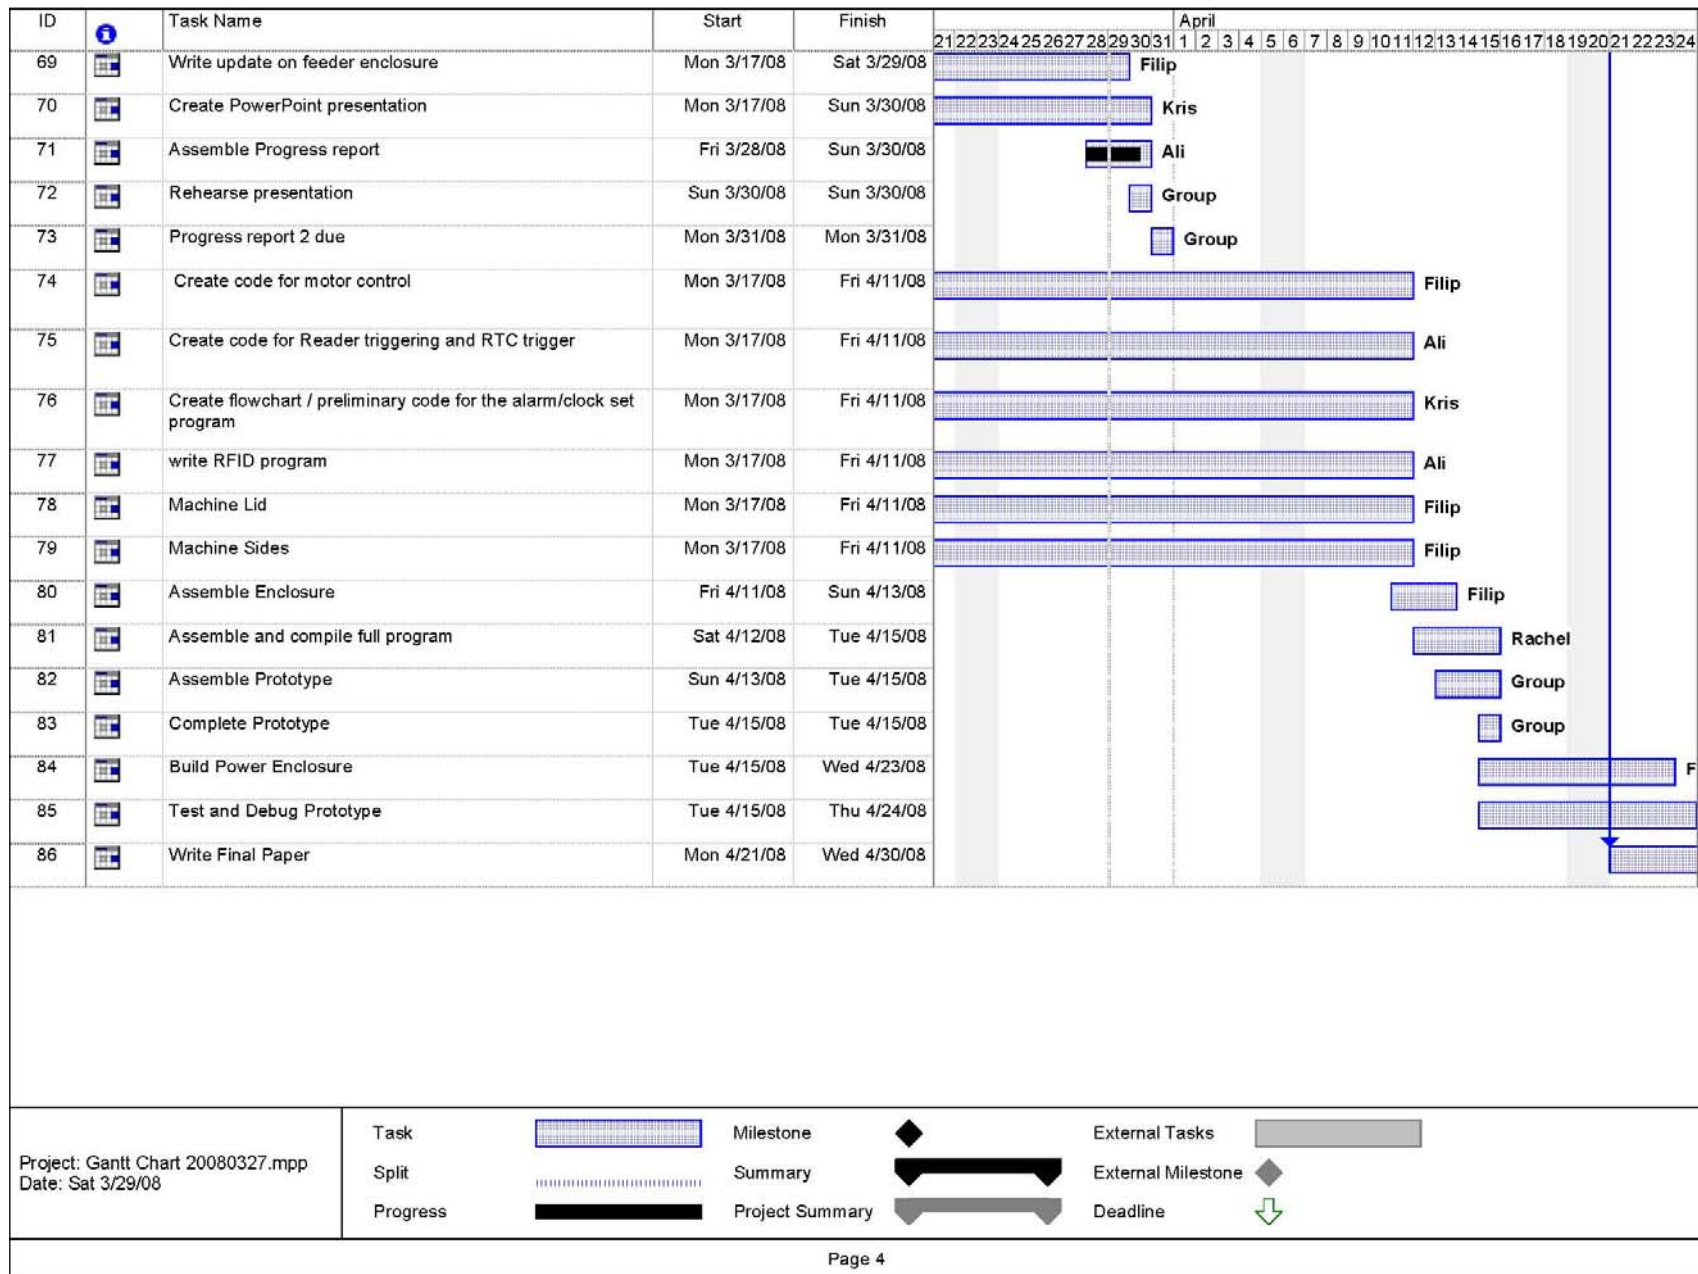 ID Task Name Start Finish April
21 22 23 24 25 26 27 28 29 30 31 1 2 3 4 5 6 7 8 9 10 11 12 13 14 15 16 17 18 19 20 21 22 23 24
69 Write update on feeder enclosure Mon 3/17/08 Sat 3/29/08 Filip
70 Create PowerPoint presentation Mon 3/17/08 Sun 3/30/08 Kris
71 Assemble Progress report Fri 3/28/08 Sun 3/30/08 Ali
72 Rehearse presentation Sun 3/30/08 Sun 3/30/08 Group
73 Progress report 2 due Mon 3/31/08 Mon 3/31/08 Group
74 Create code for motor control Mon 3/17/08 Fri 4/11/08 Filip
75 Create code for Reader triggering and RTC trigger Mon 3/17/08 Fri 4/11/08 Ali
76 Create flowchart / preliminary code for the alarm/clock set Mon 3/17/08 Fri 4/11/08 Kris
program
77 write RFID program Mon 3/17/08 Fri 4/11/08 Ali
78 Machine Lid Mon 3/17/08 Fri 4/11/08 Filip
79 Machine Sides Mon 3/17/08 Fri 4/11/08 Filip
80 Assemble Enclosure Fri 4/11/08 Sun 4/13/08 Filip
81 Assemble and compile full program Sat 4/12/08 Tue 4/15/08 Rachel
82 Assemble Prototype Sun 4/13/08 Tue 4/15/08 Group
83 Complete Prototype Tue 4/15/08 Tue 4/15/08 Group
84 Build Power Enclosure Tue 4/15/08 Wed 4/23/08 F
85 Test and Debug Prototype Tue 4/15/08 Thu 4/24/08
86 Write Final Paper Mon 4/21/08 Wed 4/30/08
Project: Gantt Chart 20080327.mpp
Date: Sat 3/29/08
Task Milestone External Tasks
Split Summary External Milestone
Progress Project Summary Deadline
Page 4